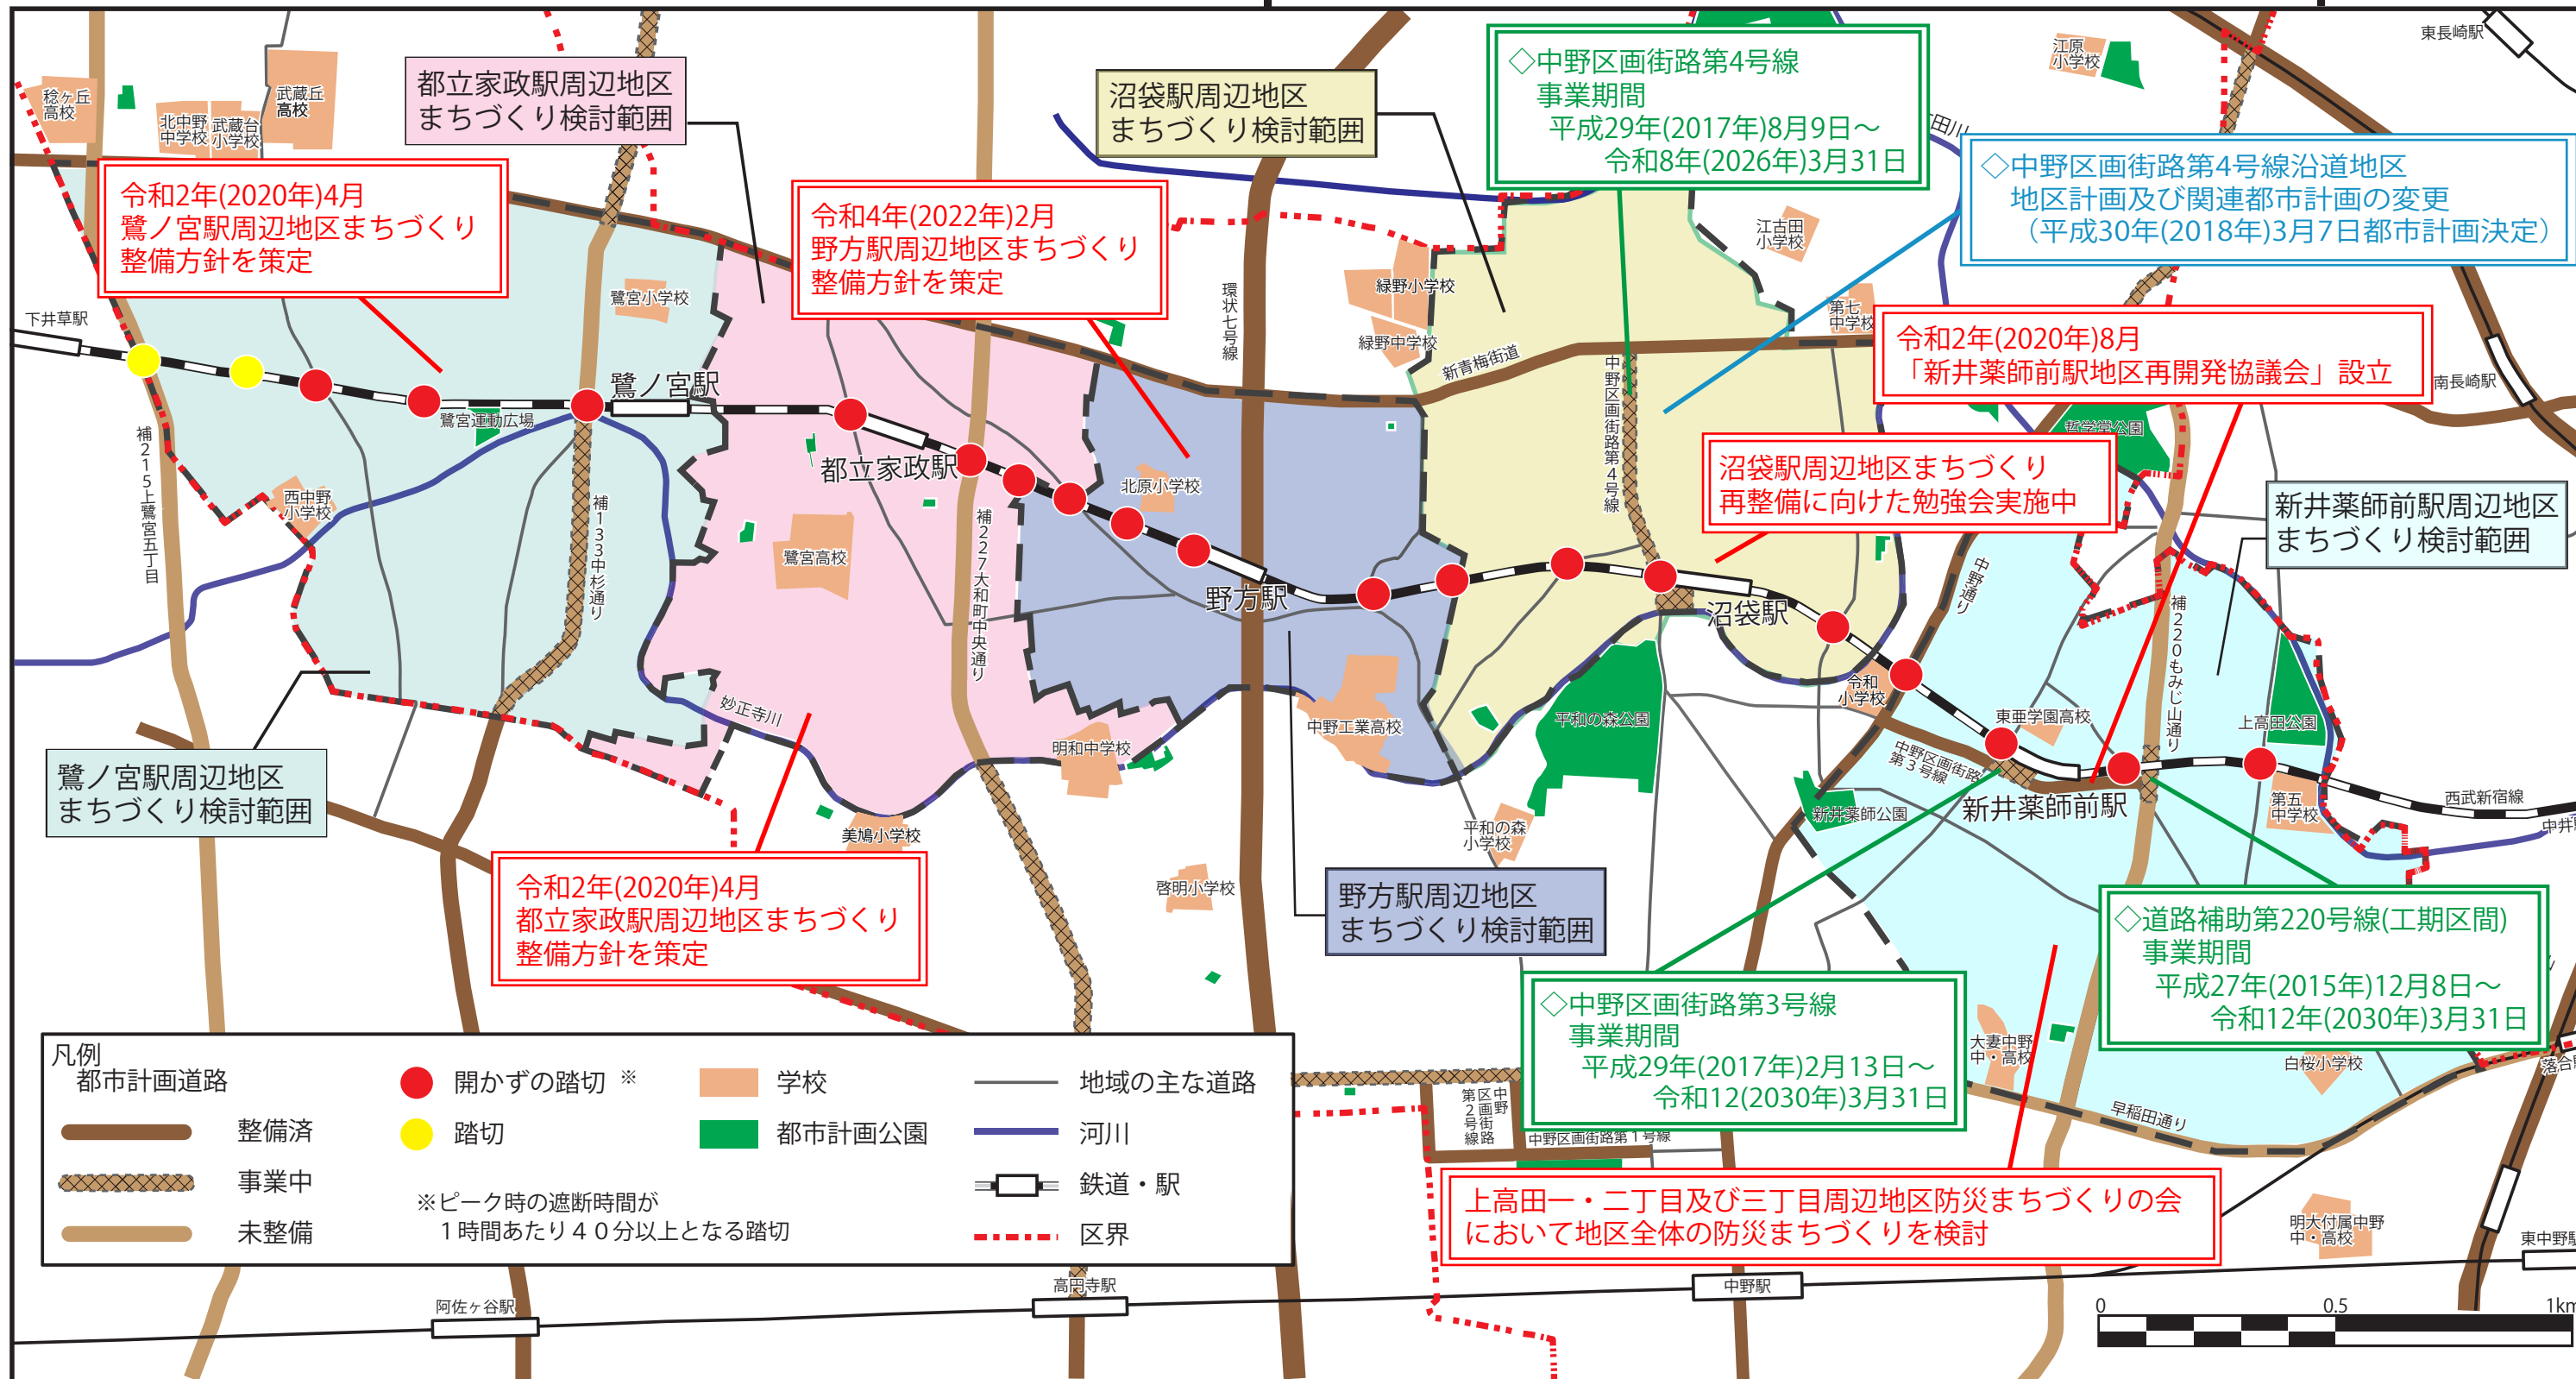 東長崎駅
江原
小学校
稔ヶ丘
高校
武蔵丘
高校
北中野
中学校
武蔵台
小学校
都立家政駅周辺地区
まちづくり検討範囲
沼袋駅周辺地区
まちづくり検討範囲
◇中野区画街路第4号線
事業期間
平成29年(2017年)8月9日～
令和8年(2026年)3月31日
田川
◇中野区画街路第4号線沿道地区
地区計画及び関連都市計画の変更
（平成30年(2018年)3月7日都市計画決定）
令和2年(2020年)4月
鷺ノ宮駅周辺地区まちづくり
整備方針を策定
令和4年(2022年)2月
野方駅周辺地区まちづくり
整備方針を策定
江古田
小学校
鷺宮小学校
環状七号線
緑野小学校
緑野中学校
第七
中学校
下井草駅
新青梅街道
中野区画街路第4号線
令和2年(2020年)8月
「新井薬師前駅地区再開発協議会」設立
南長崎駅
鷺ノ宮駅
鷺宮運動広場
哲学堂公園
補215上鷺宮五丁目
都立家政駅
北原小学校
沼袋駅周辺地区まちづくり
再整備に向けた勉強会実施中
西中野
小学校
補133中杉通り
鷺宮高校
補227大和町中央通り
新井薬師前駅周辺地区
まちづくり検討範囲
野方駅
沼袋駅
中野通り
補220もみじ山通り
令和
小学校
妙正寺川
明和中学校
中野工業高校
平和の森公園
東亜学園高校
上高田公園
中野区画街路
第3号線
鷺ノ宮駅周辺地区
まちづくり検討範囲
美鳩小学校
平和の森
小学校
新井薬師公園
新井薬師前駅
第五
中学校
西武新宿線
中井
令和2年(2020年)4月
都立家政駅周辺地区まちづくり
整備方針を策定
啓明小学校
野方駅周辺地区
まちづくり検討範囲
◇道路補助第220号線(工期区間)
事業期間
平成27年(2015年)12月8日～
令和12年(2030年)3月31日
◇中野区画街路第3号線
事業期間
平成29年(2017年)2月13日～
令和12(2030年)3月31日
大妻中野
中・高校
白桜小学校
落合
凡例
都市計画道路
整備済
事業中
未整備
開かずの踏切 ※
踏切
※ピーク時の遮断時間が
１時間あたり４０分以上となる踏切
学校
都市計画公園
地域の主な道路
河川
鉄道・駅
区界
中野区画街路第2号線
中野区画街路第1号線
早稲田通り
上高田一・二丁目及び三丁目周辺地区防災まちづくりの会
において地区全体の防災まちづくりを検討
明大付属中野
中・高校
東中野駅
阿佐ヶ谷駅
高円寺駅
中野駅
0 0.5 1km